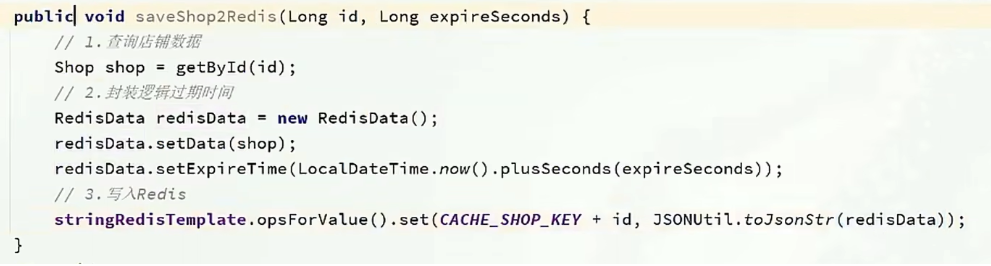 public void saveShop2Redis(Long id, Long expireSeconds) {
// 1.查询店铺数据
Shop shop = getById(id);
// 2.封装逻辑过期时间
RedisData redisData = new RedisData();
redisData.setData(shop);
redisData.setExpireTime(LocalDateTime.now().plusSeconds(expireSeconds));
// 3.写入Redis
stringRedisTemplate.opsForValue().set(CACHE_SHOP_KEY + id, JSONUtil.toJsonStr(redisData));
}